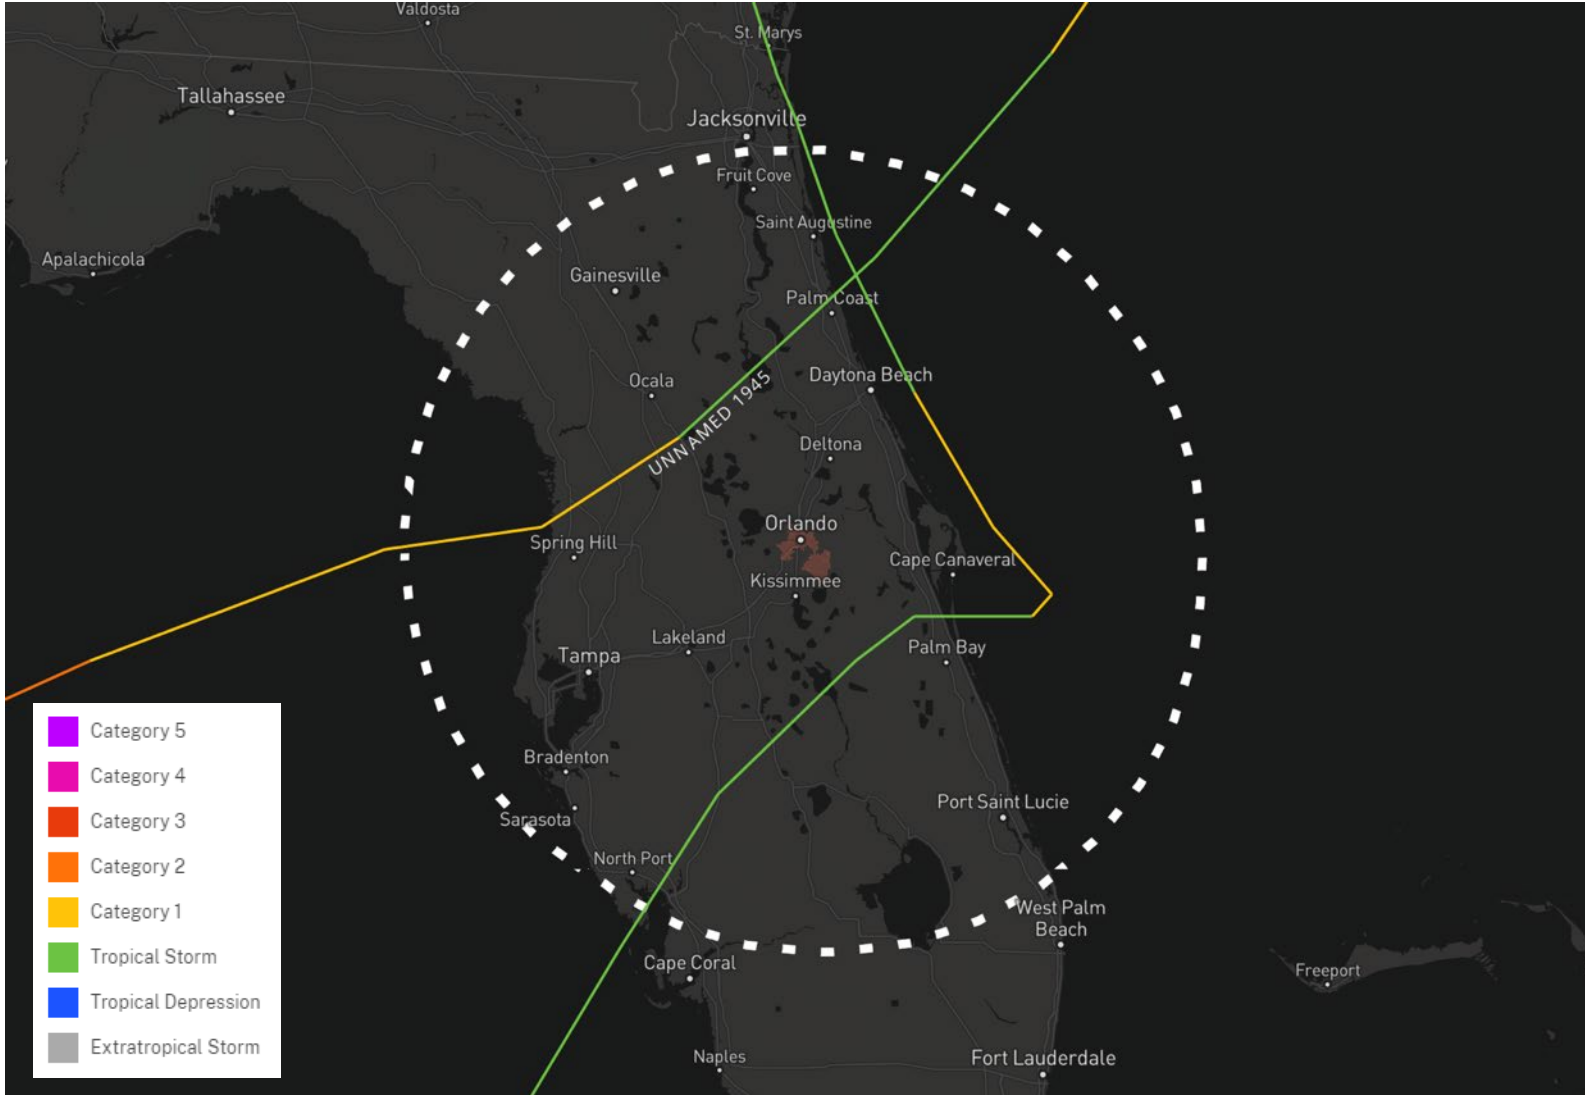 Valdosta
St. Marys
Tallahassee
Jacksonville
Fruit Cove
Saint Augustine
Apalachicola
Gainesville
Palm Coast
Ocala
Daytona Beach
UNNAMED 1945
Deltona
Orlando
Spring Hill
Cape Canaveral
Kissimmee
Lakeland
Palm Bay
Tampa
Bradenton
Port Saint Lucie
Sarasota
North Port
West Palm
Beach
Cape Coral
Freeport
Naples
Fort Lauderdale
Category 5
Category 4
Category 3
Category 2
Category 1
Tropical Storm
Tropical Depression
Extratropical Storm